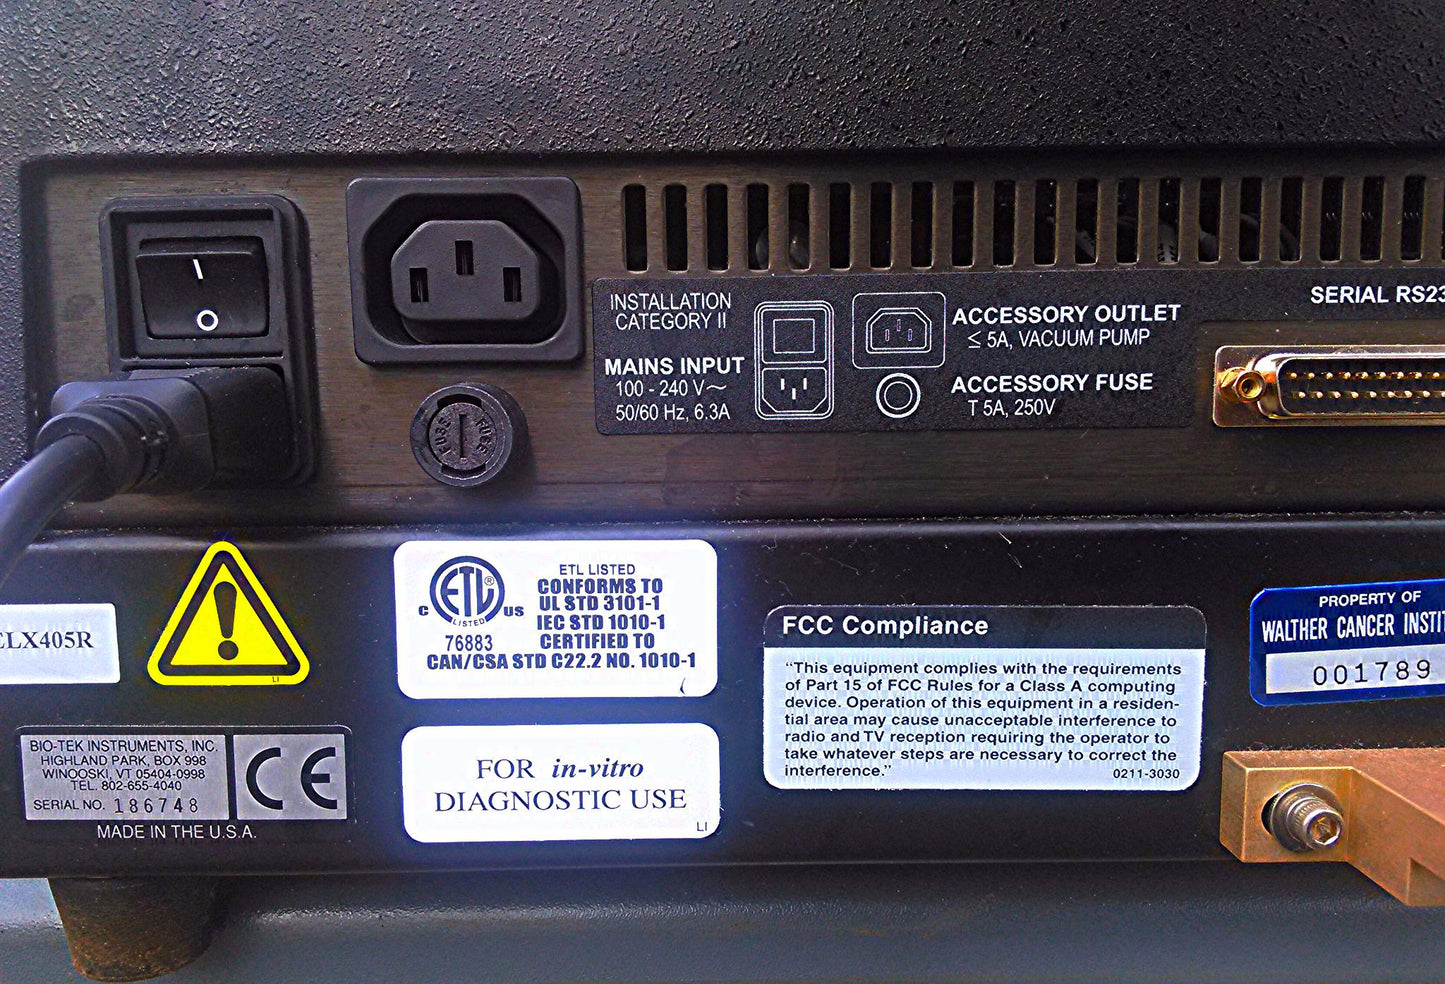 I
O
FUSE FUSE
INSTALLATION
CATEGORY II
MAINS INPUT
100 - 240 V~
50/60 Hz, 6.3A
ACCESSORY OUTLET
≤ 5A, VACUUM PUMP
ACCESSORY FUSE
T 5A, 250V
SERIAL RS23
ELX405R
!
LI
ETL ®
LISTED
C US
76883
ETL LISTED
CONFORMS TO
UL STD 3101-1
IEC STD 1010-1
CERTIFIED TO
CAN/CSA STD C22.2 NO. 1010-1
FOR in-vitro
DIAGNOSTIC USE
LI
FCC Compliance
"This equipment complies with the requirements
of Part 15 of FCC Rules for a Class A computing
device. Operation of this equipment in a residen-
tial area may cause unacceptable interference to
radio and TV reception requiring the operator to
take whatever steps are necessary to correct the
interference."
0211-3030
PROPERTY OF
WALTHER CANCER INSTIT
001789
BIO-TEK INSTRUMENTS, INC.
HIGHLAND PARK, BOX 998
WINOOSKI, VT 05404-0998
TEL. 802-655-4040
SERIAL NO. 186748
CE
MADE IN THE U.S.A.